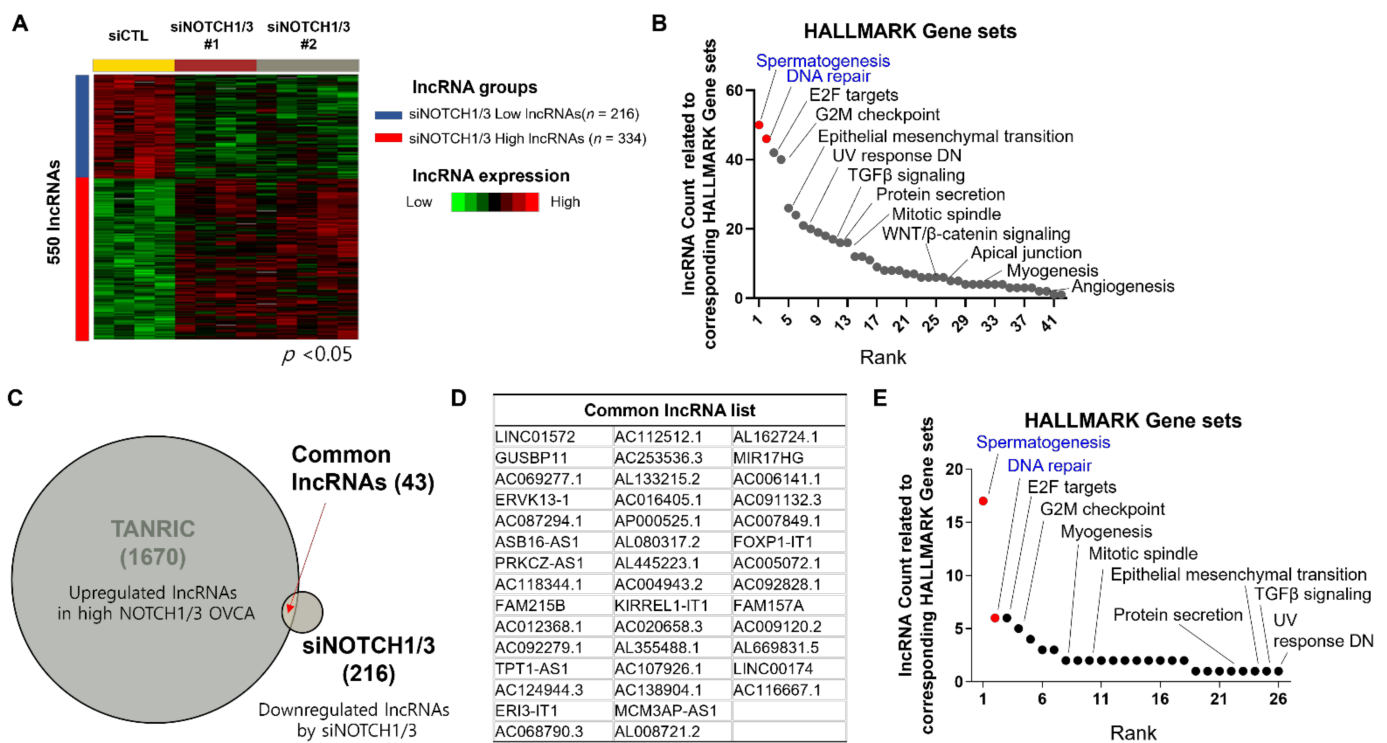 A
siCTL
siNOTCH1/3
#1
siNOTCH1/3
#2
550 lncRNAs
lncRNA groups
siNOTCH1/3 Low lncRNAs(n = 216)
siNOTCH1/3 High lncRNAs (n = 334)
lncRNA expression
Low
High
p <0.05
B
HALLMARK Gene sets
lncRNA Count related to
corresponding HALLMARK Gene sets
60
40
20
0
Spermatogenesis
DNA repair
E2F targets
G2M checkpoint
Epithelial mesenchymal transition
UV response DN
TGFβ signaling
Protein secretion
Mitotic spindle
WNT/β-catenin signaling
Apical junction
Myogenesis
Angiogenesis
1 5 9 13 17 21 25 29 33 37 41
Rank
C
TANRIC
(1670)
Upregulated lncRNAs
in high NOTCH1/3 OVCA
Common
lncRNAs (43)
siNOTCH1/3
(216)
Downregulated lncRNAs
by siNOTCH1/3
D
Common lncRNA list
LINC01572 AC112512.1 AL162724.1
GUSBP11 AC253536.3 MIR17HG
AC069277.1 AL133215.2 AC006141.1
ERVK13-1 AC016405.1 AC091132.3
AC087294.1 AP000525.1 AC007849.1
ASB16-AS1 AL080317.2 FOXP1-IT1
PRKCZ-AS1 AL445223.1 AC005072.1
AC118344.1 AC004943.2 AC092828.1
FAM215B KIRREL1-IT1 FAM157A
AC012368.1 AC020658.3 AC009120.2
AC092279.1 AL355488.1 AL669831.5
TPT1-AS1 AC107926.1 LINC00174
AC124944.3 AC138904.1 AC116667.1
ERI3-IT1 MCM3AP-AS1
AC068790.3 AL008721.2
E
HALLMARK Gene sets
lncRNA Count related to
corresponding HALLMARK Gene sets
20
15
10
5
0
Spermatogenesis
DNA repair
E2F targets
G2M checkpoint
Myogenesis
Mitotic spindle
Epithelial mesenchymal transition
TGFβ signaling
Protein secretion
UV
response DN
1 6 11 16 21 26
Rank